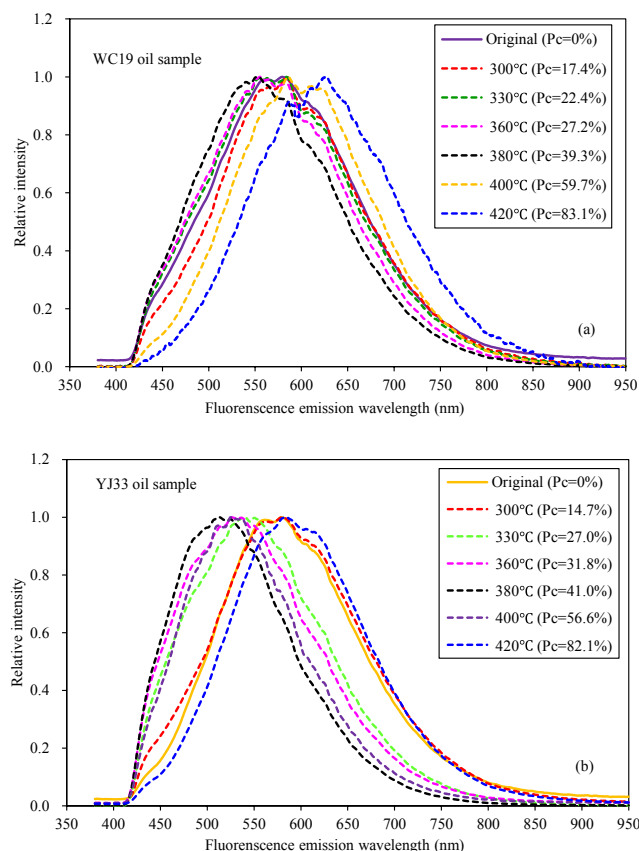 (a)
1.2
WC19 oil sample
Original (Pc=0%)
1.0
300℃ (Pc=17.4%)
330℃ (Pc=22.4%)
0.8
360℃ (Pc=27.2%)
380℃ (Pc=39.3%)
0.6
400℃ (Pc=59.7%)
420℃ (Pc=83.1%)
0.4
0.2
0.0
Relative intensity
350 400 450 500 550 600 650 700 750 800 850 900 950
Fluorenscence emission wavelength (nm)
1.2
YJ33 oil sample
Original (Pc=0%)
1.0
300℃ (Pc=14.7%)
330℃ (Pc=27.0%)
0.8
360℃ (Pc=31.8%)
380℃ (Pc=41.0%)
0.6
400℃ (Pc=56.6%)
420℃ (Pc=82.1%)
0.4
0.2
(b)
0.0
Relative intensity
350 400 450 500 550 600 650 700 750 800 850 900 950
Fluorenscence emission wavelength (nm)